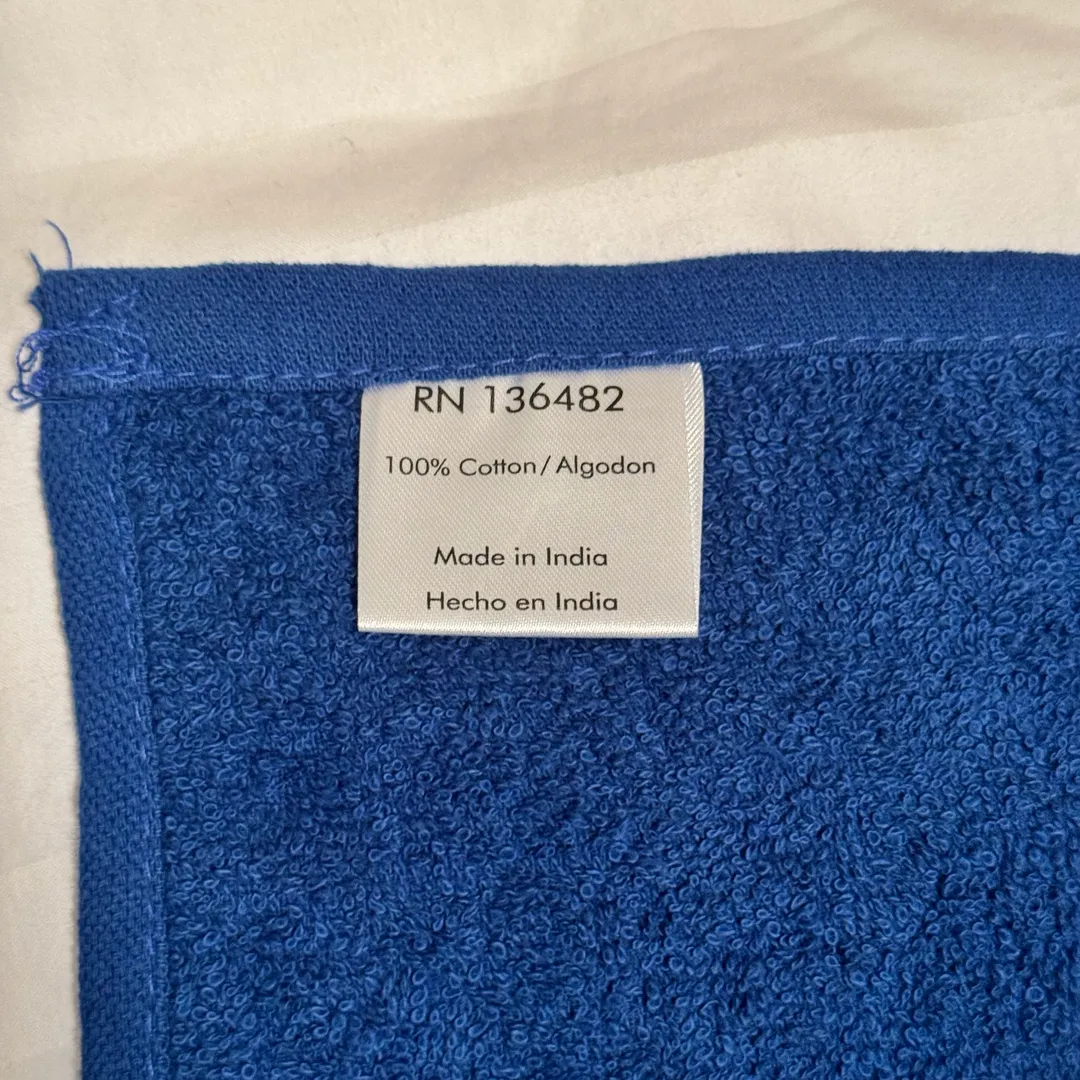 RN 136482
100% Cotton/Algodon
Made in India
Hecho en India